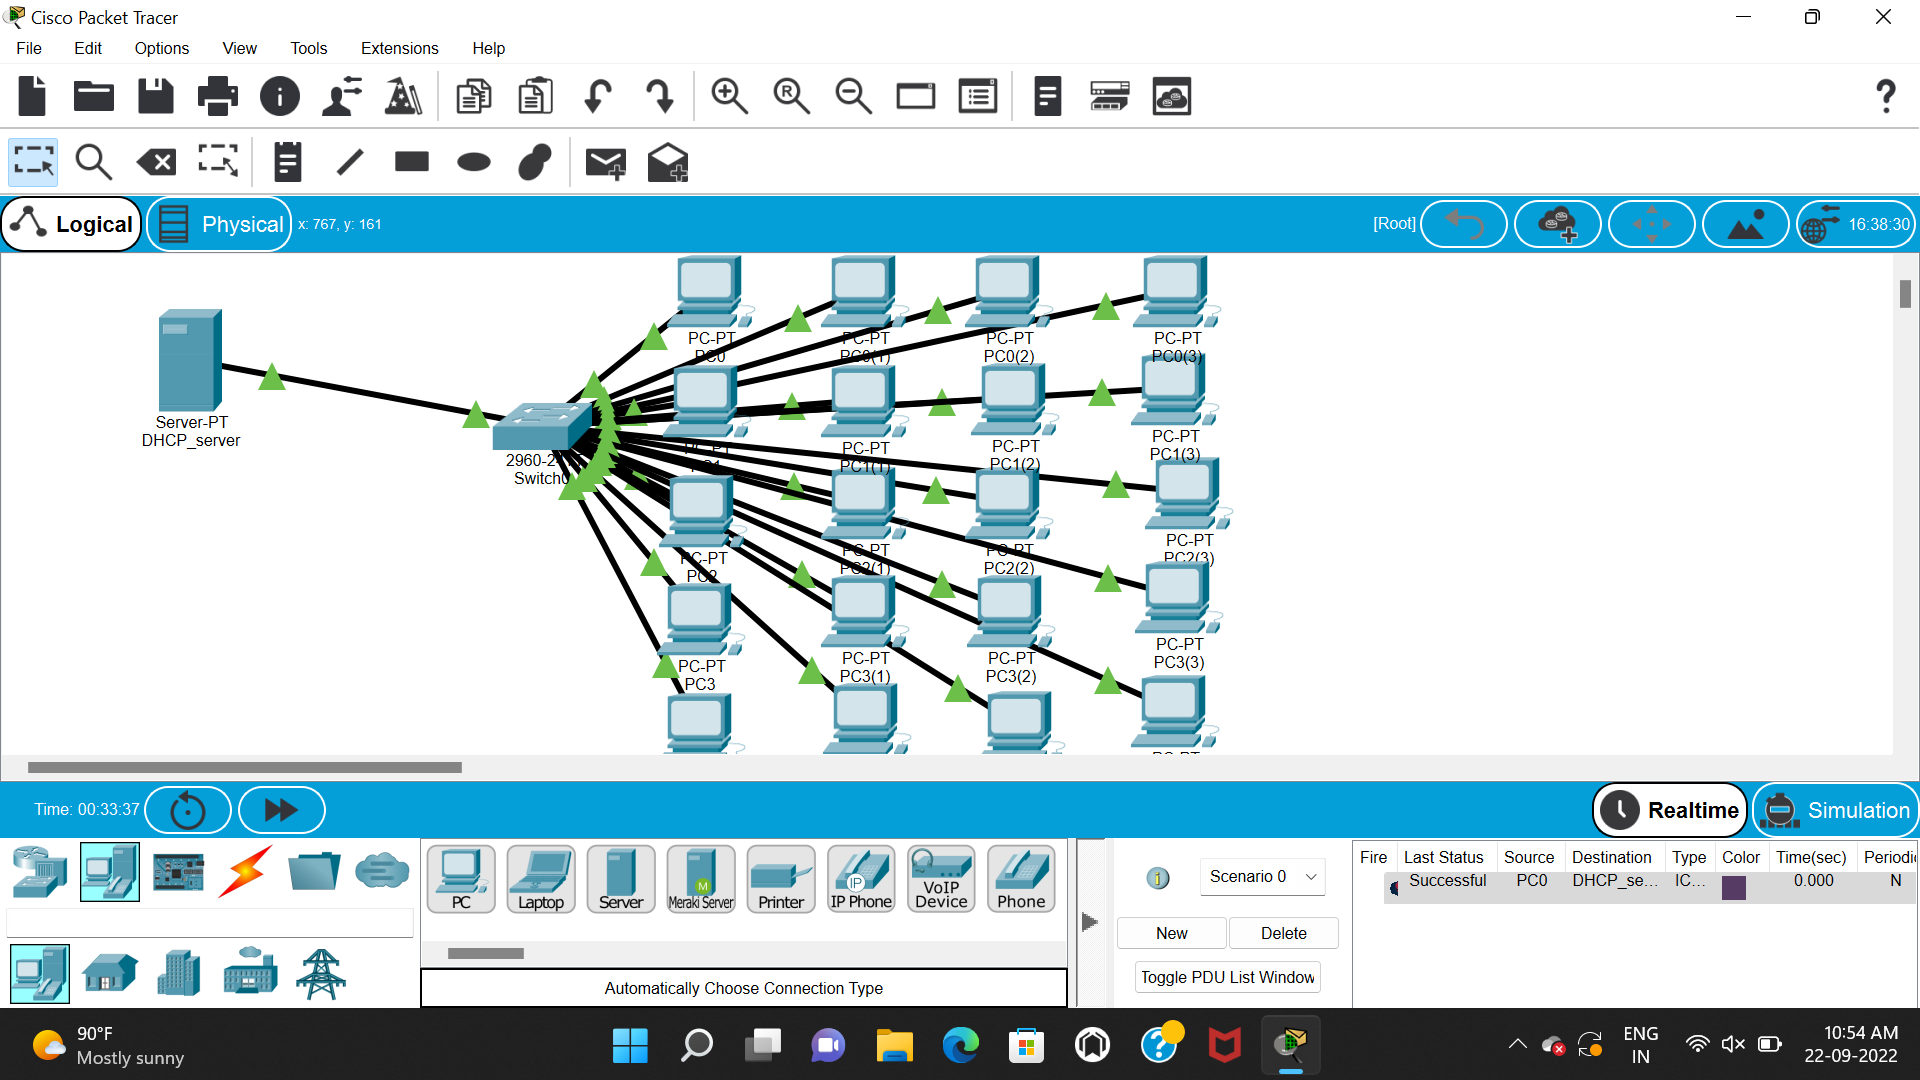 Cisco Packet Tracer
File Edit Options View Tools Extensions Help
Logical Physical x: 767, y: 161 [Root] 16:38:30
PC-PT
PC0
PC-PT
PC0(1)
PC-PT
PC0(2)
PC-PT
PC0(3)
Server-PT
DHCP_server
2960-2
Switch0
PC-PT
PC1
PC-PT
PC1(1)
PC-PT
PC1(2)
PC-PT
PC1(3)
PC-PT
PC2
PC-PT
PC2(1)
PC-PT
PC2(2)
PC-PT
PC2(3)
PC-PT
PC3
PC-PT
PC3(1)
PC-PT
PC3(2)
PC-PT
PC3(3)
Time: 00:33:37
Realtime Simulation
PC
Laptop
Server
M
Meraki Server
Printer
IP
IP Phone
VoIP
Device
Phone
Automatically Choose Connection Type
Scenario 0
New Delete
Toggle PDU List Window
Fire Last Status Source Destination Type Color Time(sec) Periodic
Successful PC0 DHCP_se... IC... 0.000 N
90°F
Mostly sunny
ENG
IN
10:54 AM
22-09-2022